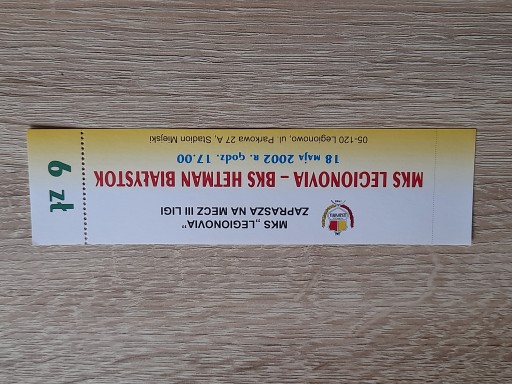 MKS „LEGIONOVIA”
ZAPRASZA NA MECZ III LIGI
MKS LEGIONOVIA – BKS HETMAN BIAŁYSTOK
18 MAJA 2002 R. GODZ. 17.00
05-120 Legionowo, ul. Parkowa 27 A, Stadion Miejski
6 zł